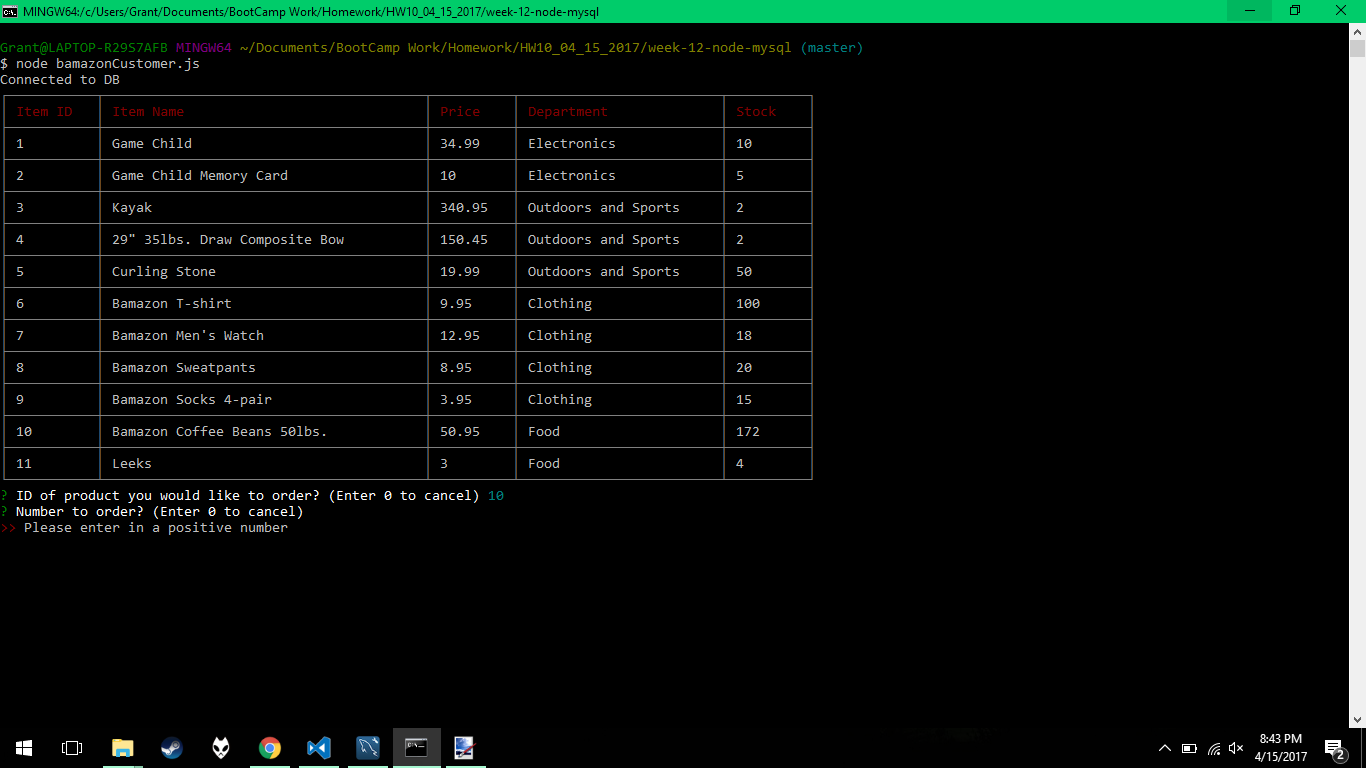 MINGW64:/c/Users/Grant/Documents/BootCamp Work/Homework/HW10_04_15_2017/week-12-node-mysql
Grant@LAPTOP-R29S7AFB MINGW64 ~/Documents/BootCamp Work/Homework/HW10_04_15_2017/week-12-node-mysql (master)
$ node bamazonCustomer.js
Connected to DB
Item ID Item Name Price Department Stock
1 Game Child 34.99 Electronics 10
2 Game Child Memory Card 10 Electronics 5
3 Kayak 340.95 Outdoors and Sports 2
4 29" 35lbs. Draw Composite Bow 150.45 Outdoors and Sports 2
5 Curling Stone 19.99 Outdoors and Sports 50
6 Bamazon T-shirt 9.95 Clothing 100
7 Bamazon Men's Watch 12.95 Clothing 18
8 Bamazon Sweatpants 8.95 Clothing 20
9 Bamazon Socks 4-pair 3.95 Clothing 15
10 Bamazon Coffee Beans 50lbs. 50.95 Food 172
11 Leeks 3 Food 4
? ID of product you would like to order? (Enter 0 to cancel) 10
? Number to order? (Enter 0 to cancel)
>> Please enter in a positive number
8:43 PM
4/15/2017
2